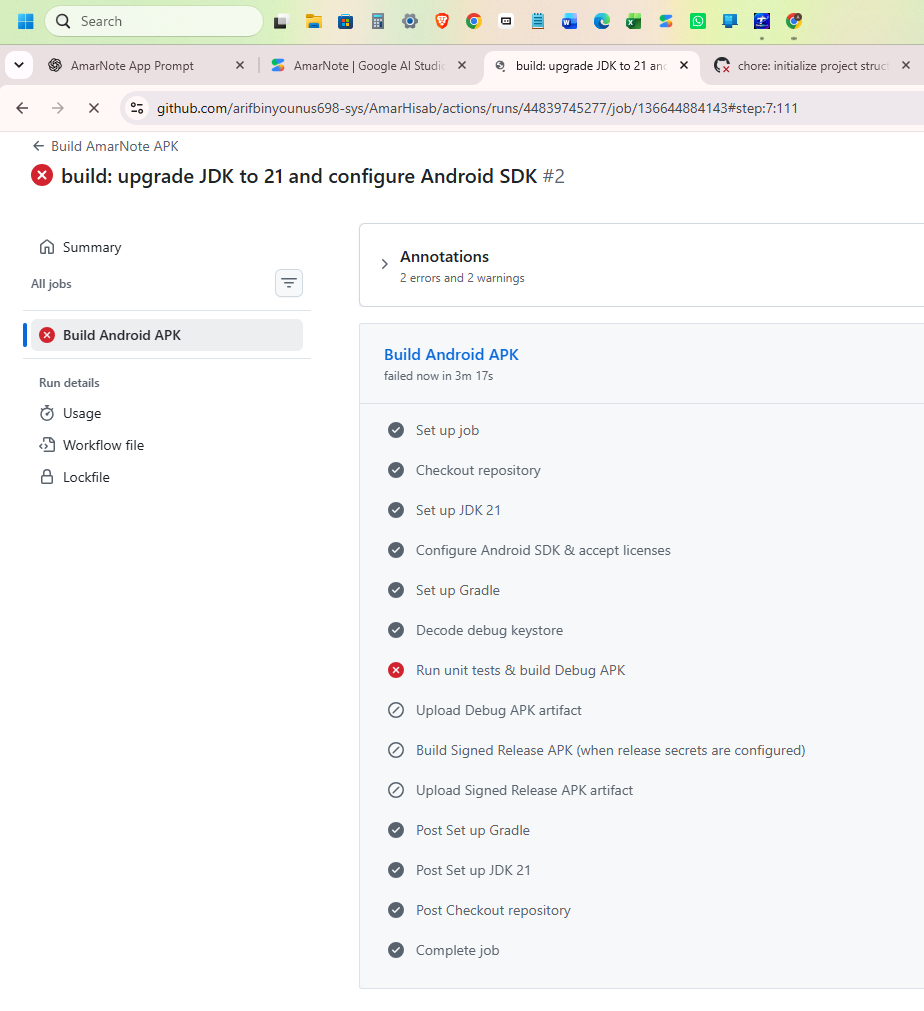 Search
AmarNote App Prompt
AmarNote | Google AI Studio
build: upgrade JDK to 21 and
chore: initialize project struct
github.com/arifbinyounus698-sys/AmarHisab/actions/runs/44839745277/job/136644884143#step:7:111
Build AmarNote APK
build: upgrade JDK to 21 and configure Android SDK #2
Summary
All jobs
Build Android APK
Run details
Usage
Workflow file
Lockfile
Annotations
2 errors and 2 warnings
Build Android APK
failed now in 3m 17s
Set up job
Checkout repository
Set up JDK 21
Configure Android SDK & accept licenses
Set up Gradle
Decode debug keystore
Run unit tests & build Debug APK
Upload Debug APK artifact
Build Signed Release APK (when release secrets are configured)
Upload Signed Release APK artifact
Post Set up Gradle
Post Set up JDK 21
Post Checkout repository
Complete job